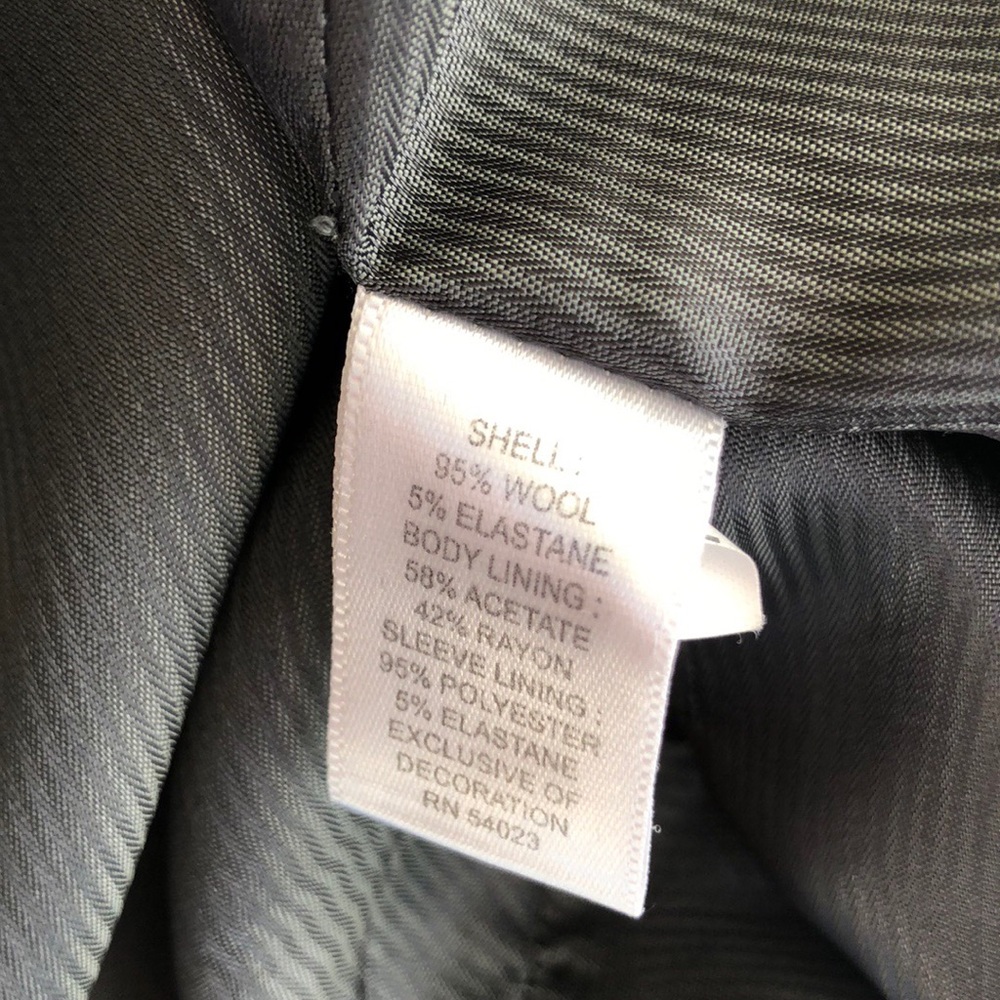 SHELL :
95% WOOL
5% ELASTANE
BODY LINING :
58% ACETATE
42% RAYON
SLEEVE LINING :
95% POLYESTER
5% ELASTANE
EXCLUSIVE OF
DECORATION
RN 54023